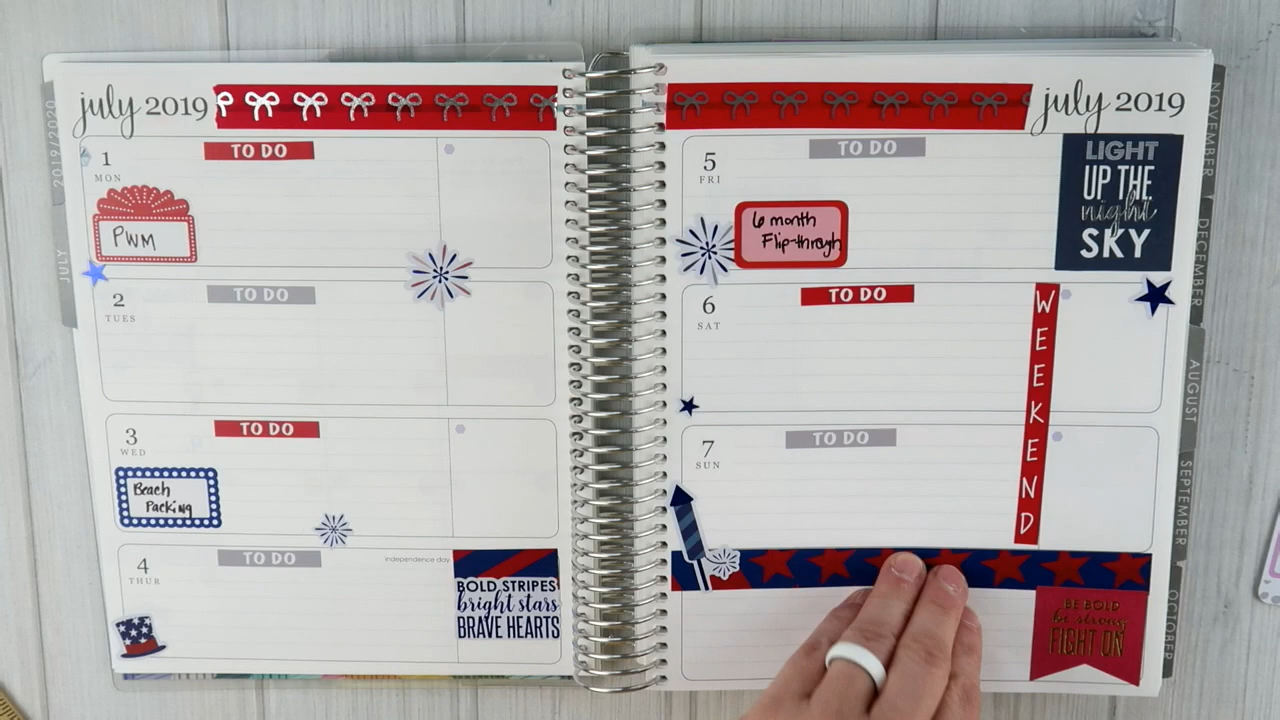 july 2019
1
MON
TO DO
PWM
2
TUES
TO DO
3
WED
TO DO
Beach
Packing
4
THUR
TO DO
independence day
BOLD STRIPES
bright stars
BRAVE HEARTS
july 2019
5
FRI
TO DO
6 month
Flip-through
LIGHT
UP THE
night
SKY
6
SAT
TO DO
WEEKEND
7
SUN
TO DO
BE BOLD
be strong
FIGHT ON
2019/2020
JULY
AUGUST
SEPTEMBER
OCTOBER
NOVEMBER
DECEMBER